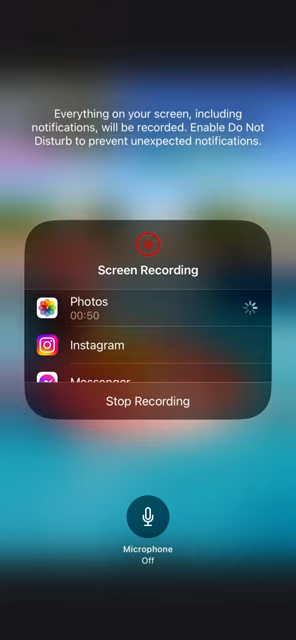 Everything on your screen, including
notifications, will be recorded. Enable Do Not
Disturb to prevent unexpected notifications.
Screen Recording
Photos
00:50
Instagram
Messenger
Stop Recording
Microphone
Off